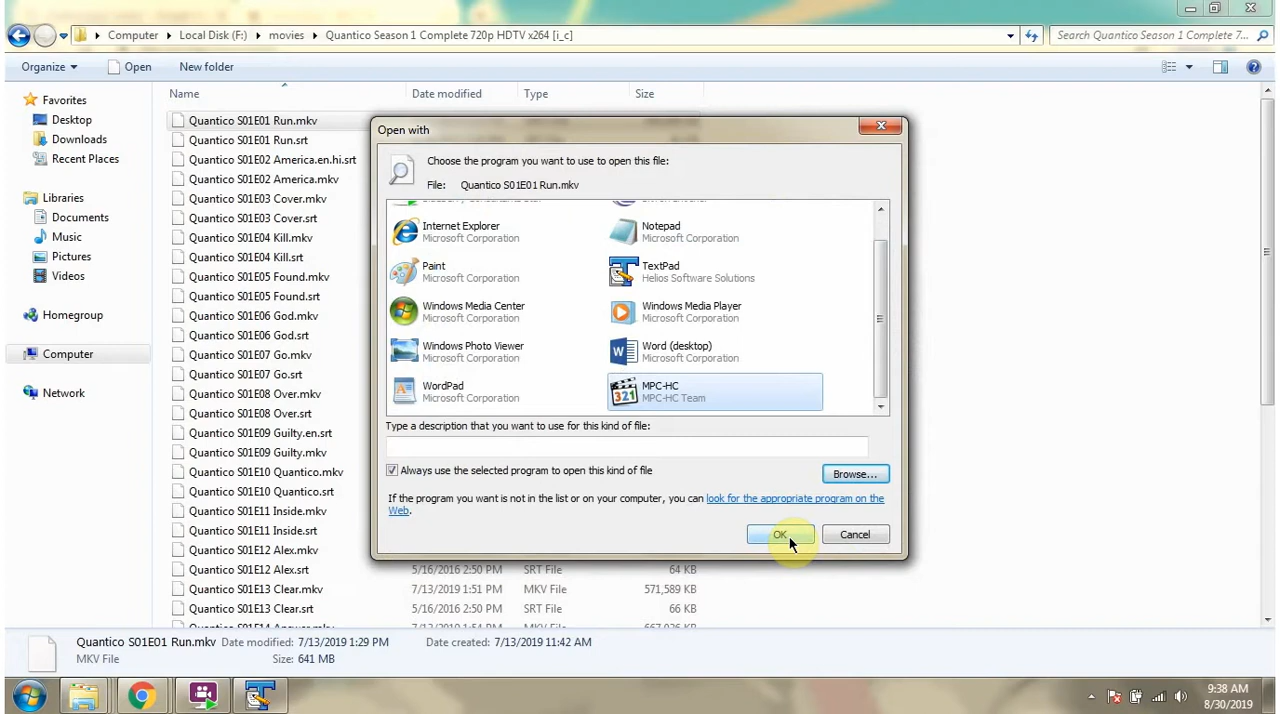 Computer Local Disk (F:) movies Quantico Season 1 Complete 720p HDTV x264 [i_c] Search Quantico Season 1 Complete 7...
Organize Open New folder
Name Date modified Type Size
Favorites
Desktop
Downloads
Recent Places
Libraries
Documents
Music
Pictures
Videos
Homegroup
Computer
Network
Quantico S01E01 Run.mkv
Quantico S01E01 Run.srt
Quantico S01E02 America.en.hi.srt
Quantico S01E02 America.mkv
Quantico S01E03 Cover.mkv
Quantico S01E03 Cover.srt
Quantico S01E04 Kill.mkv
Quantico S01E04 Kill.srt
Quantico S01E05 Found.mkv
Quantico S01E05 Found.srt
Quantico S01E06 God.mkv
Quantico S01E06 God.srt
Quantico S01E07 Go.mkv
Quantico S01E07 Go.srt
Quantico S01E08 Over.mkv
Quantico S01E08 Over.srt
Quantico S01E09 Guilty.en.srt
Quantico S01E09 Guilty.mkv
Quantico S01E10 Quantico.mkv
Quantico S01E10 Quantico.srt
Quantico S01E11 Inside.mkv
Quantico S01E11 Inside.srt
Quantico S01E12 Alex.mkv
Quantico S01E12 Alex.srt 5/16/2016 2:50 PM SRT File 64 KB
Quantico S01E13 Clear.mkv 7/13/2019 1:51 PM MKV File 571,589 KB
Quantico S01E13 Clear.srt 5/16/2016 2:50 PM SRT File 66 KB
Open with
Choose the program you want to use to open this file:
File: Quantico S01E01 Run.mkv
Internet Explorer
Microsoft Corporation
Notepad
Microsoft Corporation
Paint
Microsoft Corporation
TextPad
Helios Software Solutions
Windows Media Center
Microsoft Corporation
Windows Media Player
Microsoft Corporation
Windows Photo Viewer
Microsoft Corporation
Word (desktop)
Microsoft Corporation
WordPad
Microsoft Corporation
321
MPC-HC
MPC-HC Team
Type a description that you want to use for this kind of file:
Always use the selected program to open this kind of file
Browse...
If the program you want is not in the list or on your computer, you can look for the appropriate program on the
Web.
OK Cancel
Quantico S01E01 Run.mkv Date modified: 7/13/2019 1:29 PM Date created: 7/13/2019 11:42 AM
MKV File Size: 641 MB
9:38 AM
8/30/2019